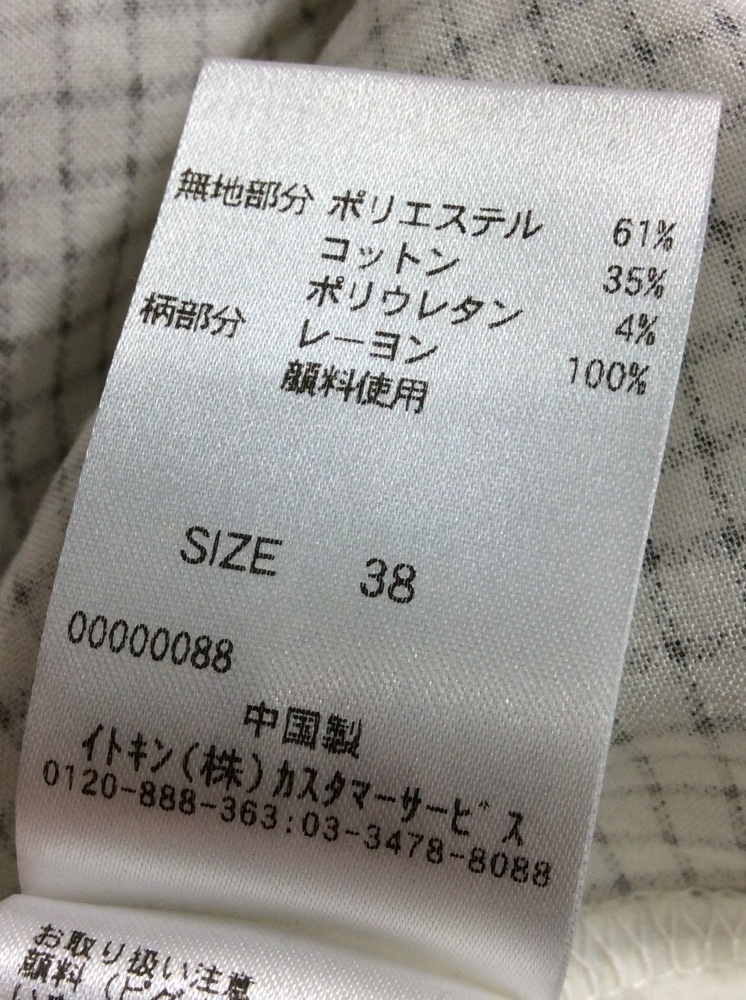 無地部分 ポリエステル 61%
コットン 35%
ポリウレタン 4%
柄部分 レーヨン 100%
顔料使用
SIZE 38
00000088
中国製
イトキン(株)カスタマーサービス
0120-888-363:03-3478-8088
お取り扱い注意
顔料(ピグ